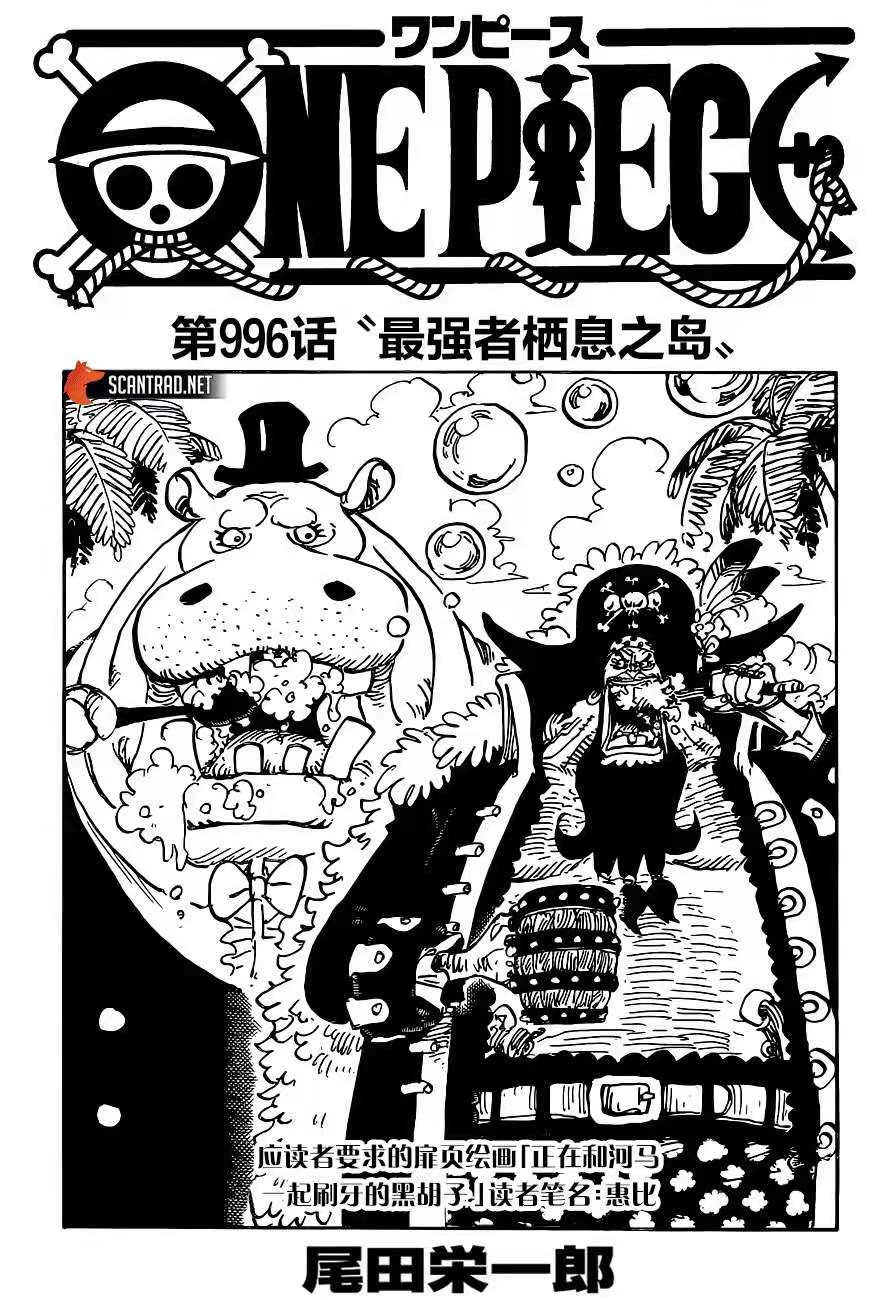 ワンピース
ONE PIECE
第996话〝最强者栖息之岛〟
SCANTRAD.NET
应读者要求的扉页绘画「正在和河马
一起刷牙的黑胡子」读者笔名:惠比
尾田栄一郎